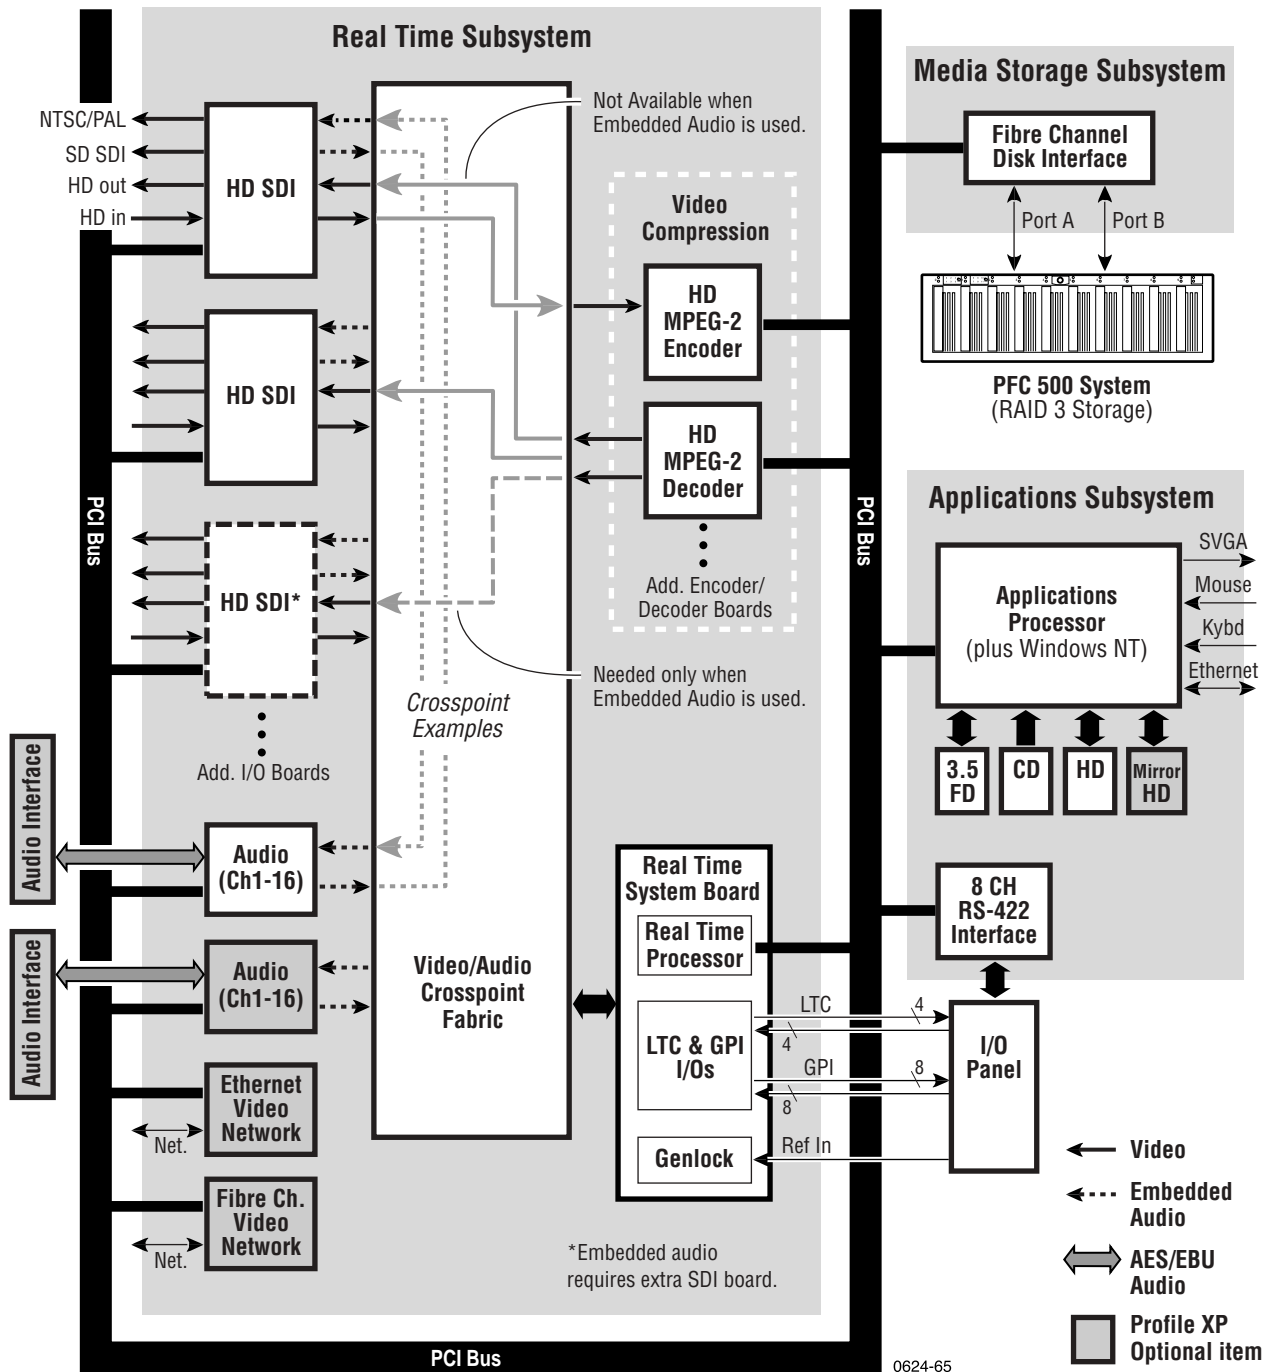 Real Time Subsystem
NTSC/PAL
SD SDI
HD out
HD in
HD SDI
Not Available when
Embedded Audio is used.
Video
Compression
HD
MPEG-2
Encoder
HD SDI
HD
MPEG-2
Decoder
Add. Encoder/
Decoder Boards
PCI Bus
HD SDI*
Add. I/O Boards
Crosspoint
Examples
Needed only when
Embedded Audio is used.
Audio Interface
Audio
(Ch1-16)
Audio Interface
Audio
(Ch1-16)
Video/Audio
Crosspoint
Fabric
Ethernet
Video
Network
Net.
Fibre Ch.
Video
Network
Net.
Real Time
System Board
Real Time
Processor
LTC & GPI
I/Os
Genlock
LTC
4
4
GPI
8
8
Ref In
*Embedded audio
requires extra SDI board.
PCI Bus
PCI Bus
Media Storage Subsystem
Fibre Channel
Disk Interface
Port A
Port B
PFC 500 System
(RAID 3 Storage)
Applications Subsystem
Applications
Processor
(plus Windows NT)
SVGA
Mouse
Kybd
Ethernet
3.5
FD
CD
HD
Mirror
HD
8 CH
RS-422
Interface
I/O
Panel
Video
Embedded
Audio
AES/EBU
Audio
Profile XP
Optional item
0624-65